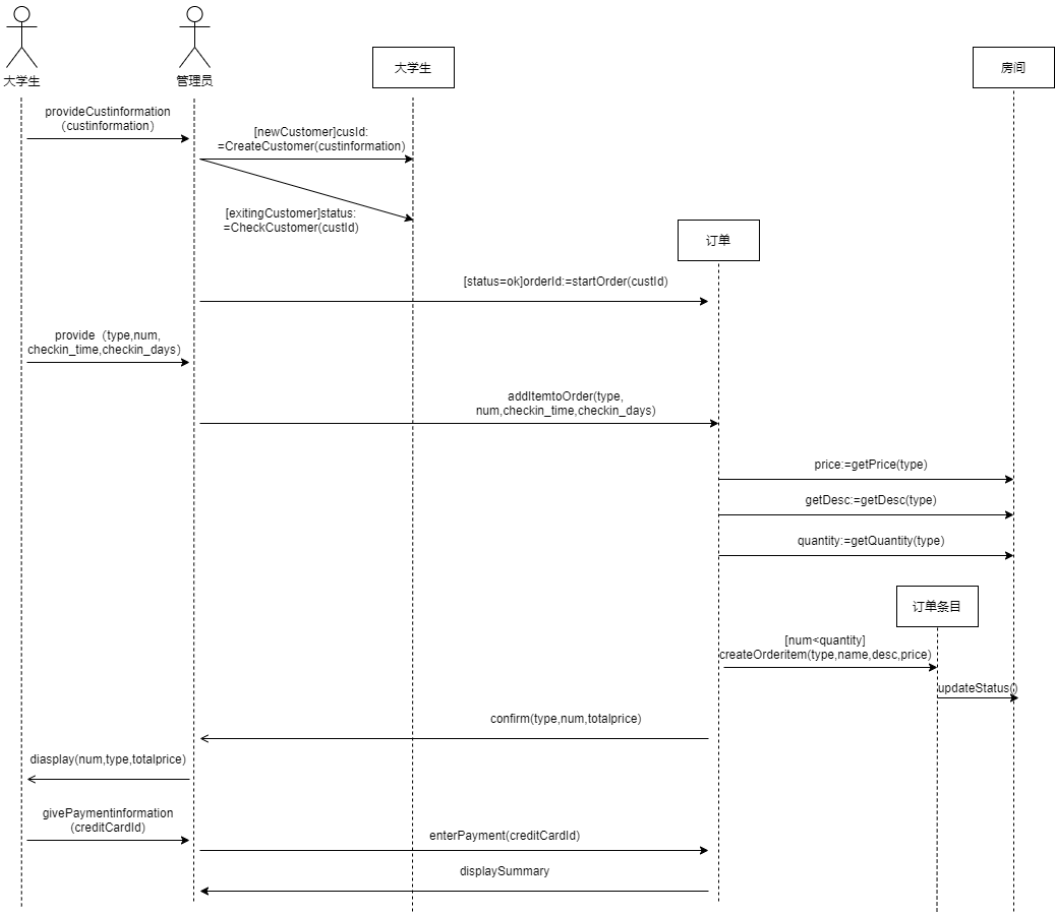 大学生
管理员
大学生
房间
provideCustinformation
（custinformation）
[newCustomer]cusId:
=CreateCustomer(custinformation)
[exitingCustomer]status:
=CheckCustomer(custId)
订单
[status=ok]orderId:=startOrder(custId)
provide（type,num,
checkin_time,checkin_days）
addItemtoOrder(type,
num,checkin_time,checkin_days)
price:=getPrice(type)
getDesc:=getDesc(type)
quantity:=getQuantity(type)
订单条目
[num<quantity]
createOrderitem(type,name,desc,price)
updateStatus()
confirm(type,num,totalprice)
diasplay(num,type,totalprice)
givePaymentinformation
(creditCardId)
enterPayment(creditCardId)
displaySummary